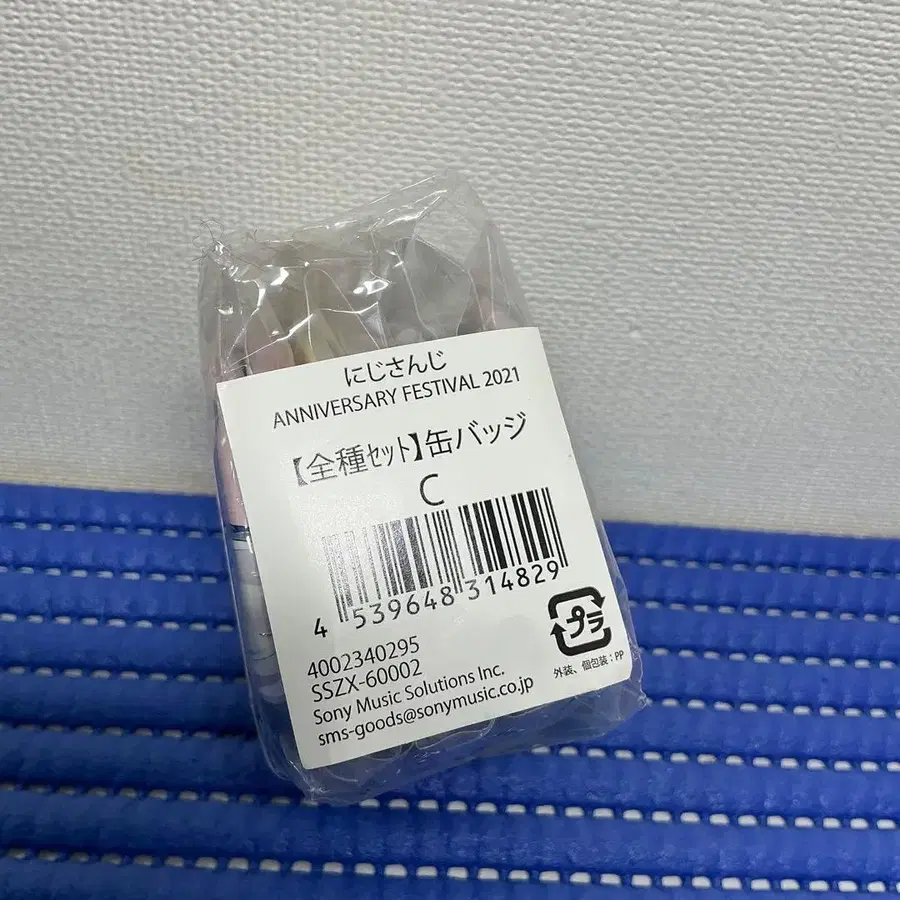 にじさんじ
ANNIVERSARY FESTIVAL 2021
【全種ｾｯﾄ】缶バッジ
C
4 539648 314829
4002340295
SSZX-60002
Sony Music Solutions Inc.
sms-goods@sonymusic.co.jp
プラ
外装、個包装：PP